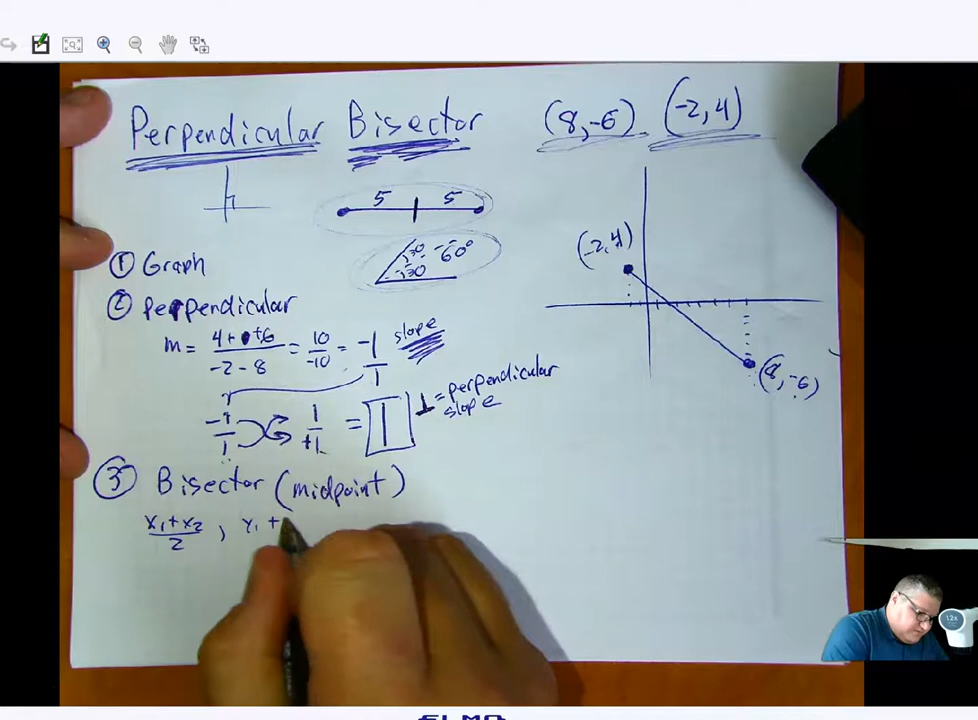 Perpendicular Bisector (8,-6) (-2,4)
5 5
30 60°
30
(-2,4)
① Graph
② Perpendicular
m = 4++6 = 10 = -1 slope
-2 - 8 -10 1
(8,-6)
-1 1 = 1 ⊥ = perpendicular
1 +1 slope
③ Bisector (midpoint)
x₁+x₂ , y₁ +
2
ELMO